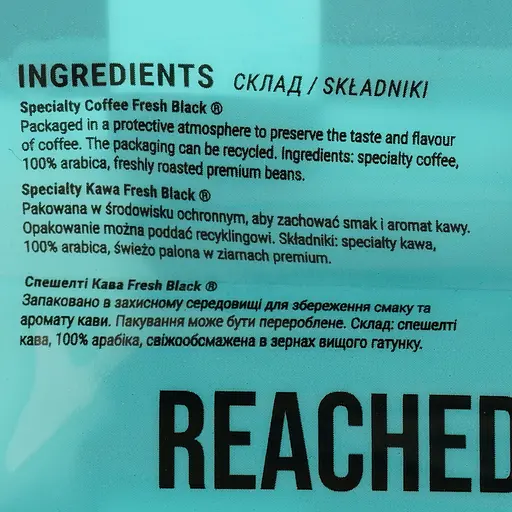 INGREDIENTS СКЛАД / SKŁADNIKI
Specialty Coffee Fresh Black ®
Packaged in a protective atmosphere to preserve the taste and flavour
of coffee. The packaging can be recycled. Ingredients: specialty coffee,
100% arabica, freshly roasted premium beans.
Specialty Kawa Fresh Black ®
Pakowana w środowisku ochronnym, aby zachować smak i aromat kawy.
Opakowanie można poddać recyklingowi. Składniki: specialty kawa,
100% arabica, świeżo palona w ziarnach premium.
Спешелті Кава Fresh Black ®
Запаковано в захисному середовищі для збереження смаку та
аромату кави. Пакування може бути перероблене. Склад: спешелті
кава, 100% арабіка, свіжообсмажена в зернах вищого гатунку.
REACHED